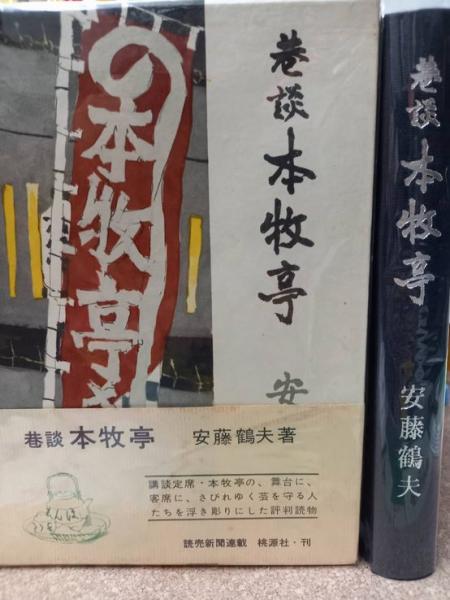 巷談 本牧亭 安
の本牧亭
巷談 本牧亭 安藤鶴夫著
講談定席・本牧亭の、舞台に、
客席に、さびれゆく芸を守る人
たちを浮き彫りにした評判読物
読売新聞連載 桃源社・刊
巷談 本牧亭 安藤鶴夫